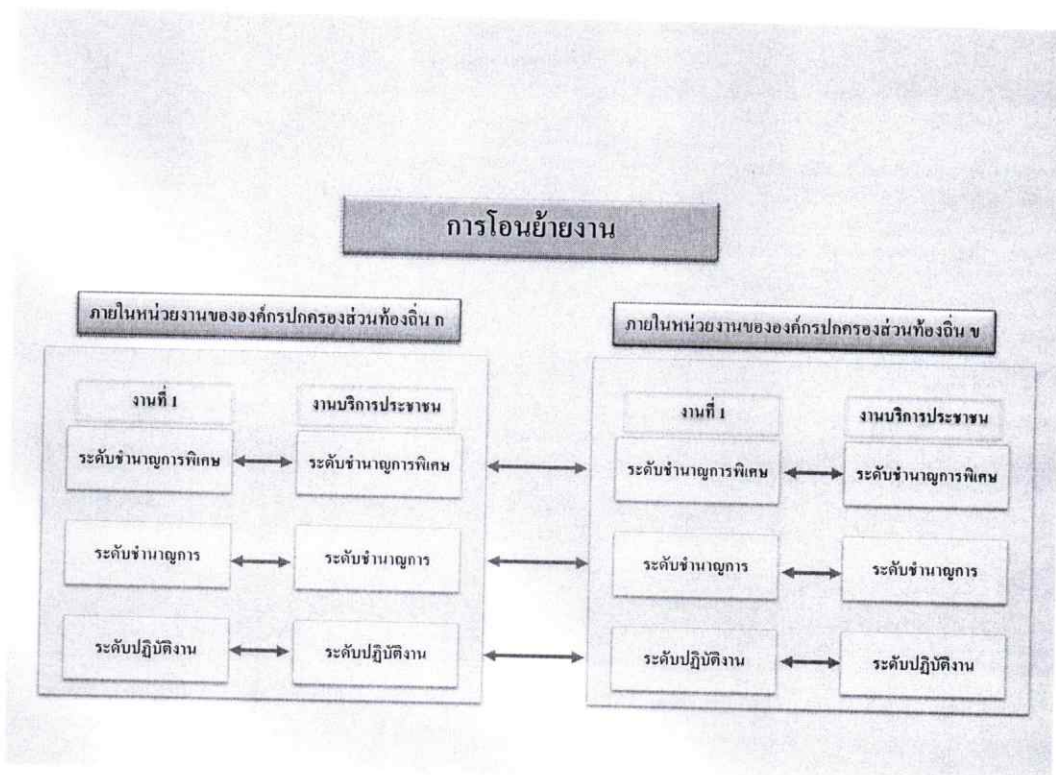 การโอนย้ายงาน
ภายในหน่วยงานขององค์กรปกครองส่วนท้องถิ่น ก
งานที่ 1
งานบริการประชาชน
ระดับชำนาญการพิเศษ
ระดับชำนาญการพิเศษ
ระดับชำนาญการ
ระดับชำนาญการ
ระดับปฏิบัติงาน
ระดับปฏิบัติงาน
ภายในหน่วยงานขององค์กรปกครองส่วนท้องถิ่น ข
งานที่ 1
งานบริการประชาชน
ระดับชำนาญการพิเศษ
ระดับชำนาญการพิเศษ
ระดับชำนาญการ
ระดับชำนาญการ
ระดับปฏิบัติงาน
ระดับปฏิบัติงาน